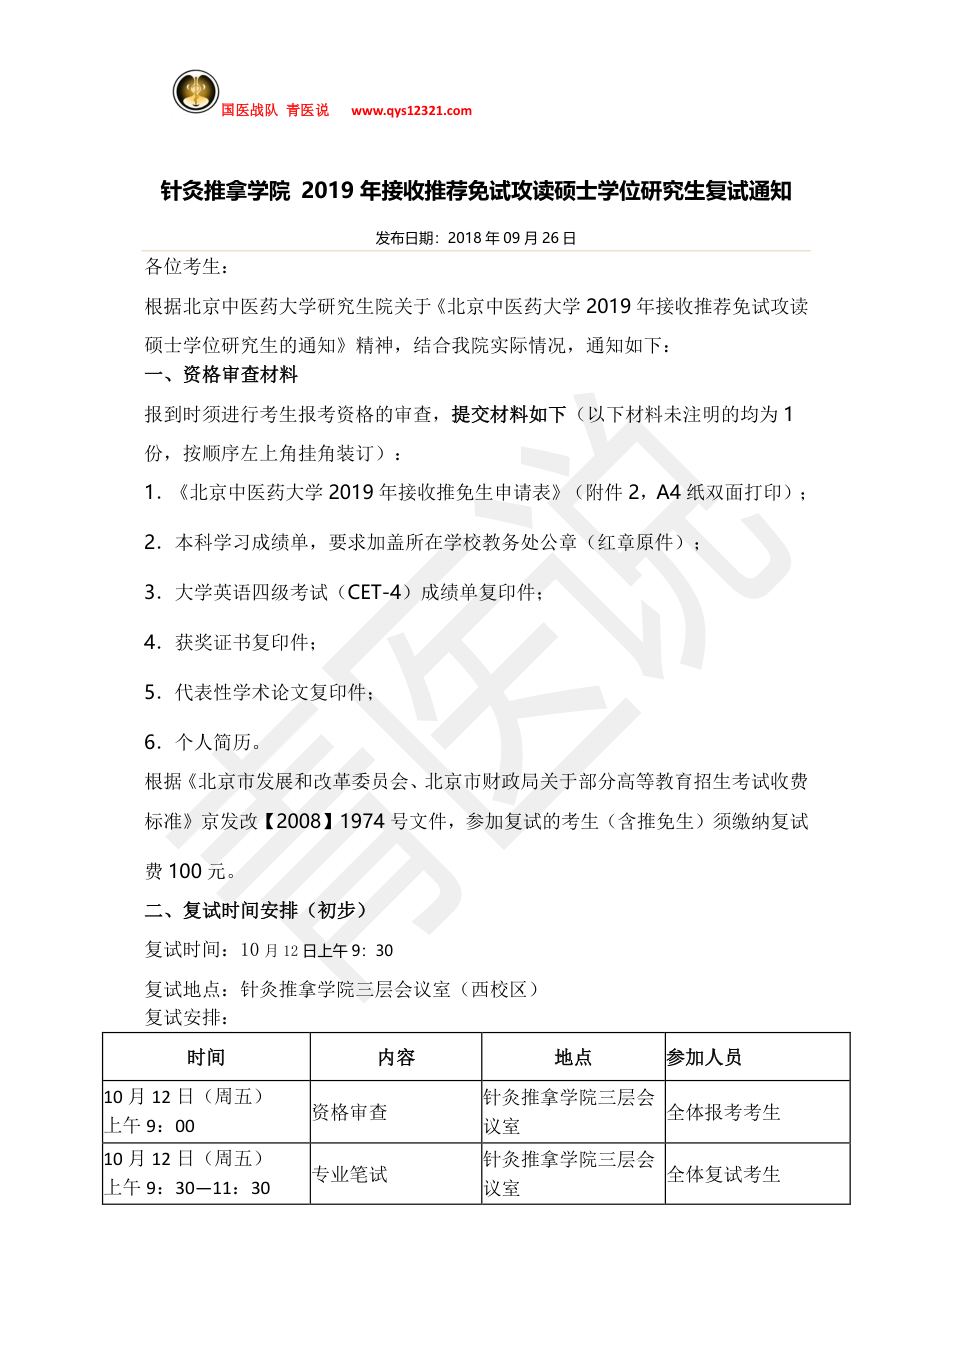 国医战队 青医说 www.qys12321.com
针灸推拿学院 2019 年接收推荐免试攻读硕士学位研究生复试通知
发布日期：2018 年 09 月 26 日
各位考生：
根据北京中医药大学研究生院关于《北京中医药大学 2019 年接收推荐免试攻读
硕士学位研究生的通知》精神，结合我院实际情况，通知如下：
一、资格审查材料
报到时须进行考生报考资格的审查，提交材料如下（以下材料未注明的均为 1
份，按顺序左上角挂角装订）：
1．《北京中医药大学 2019 年接收推免生申请表》（附件 2，A4 纸双面打印）；
2．本科学习成绩单，要求加盖所在学校教务处公章（红章原件）；
3．大学英语四级考试（CET-4）成绩单复印件；
4．获奖证书复印件；
5．代表性学术论文复印件；
6．个人简历。
根据《北京市发展和改革委员会、北京市财政局关于部分高等教育招生考试收费
标准》京发改【2008】1974 号文件，参加复试的考生（含推免生）须缴纳复试
费 100 元。
二、复试时间安排（初步）
复试时间：10 月 12 日上午 9：30
复试地点：针灸推拿学院三层会议室（西校区）
复试安排：
时间 内容 地点 参加人员
10 月 12 日（周五）
上午 9：00
资格审查
针灸推拿学院三层会
议室
全体报考考生
10 月 12 日（周五）
上午 9：30—11：30
专业笔试
针灸推拿学院三层会
议室
全体复试考生
青医说